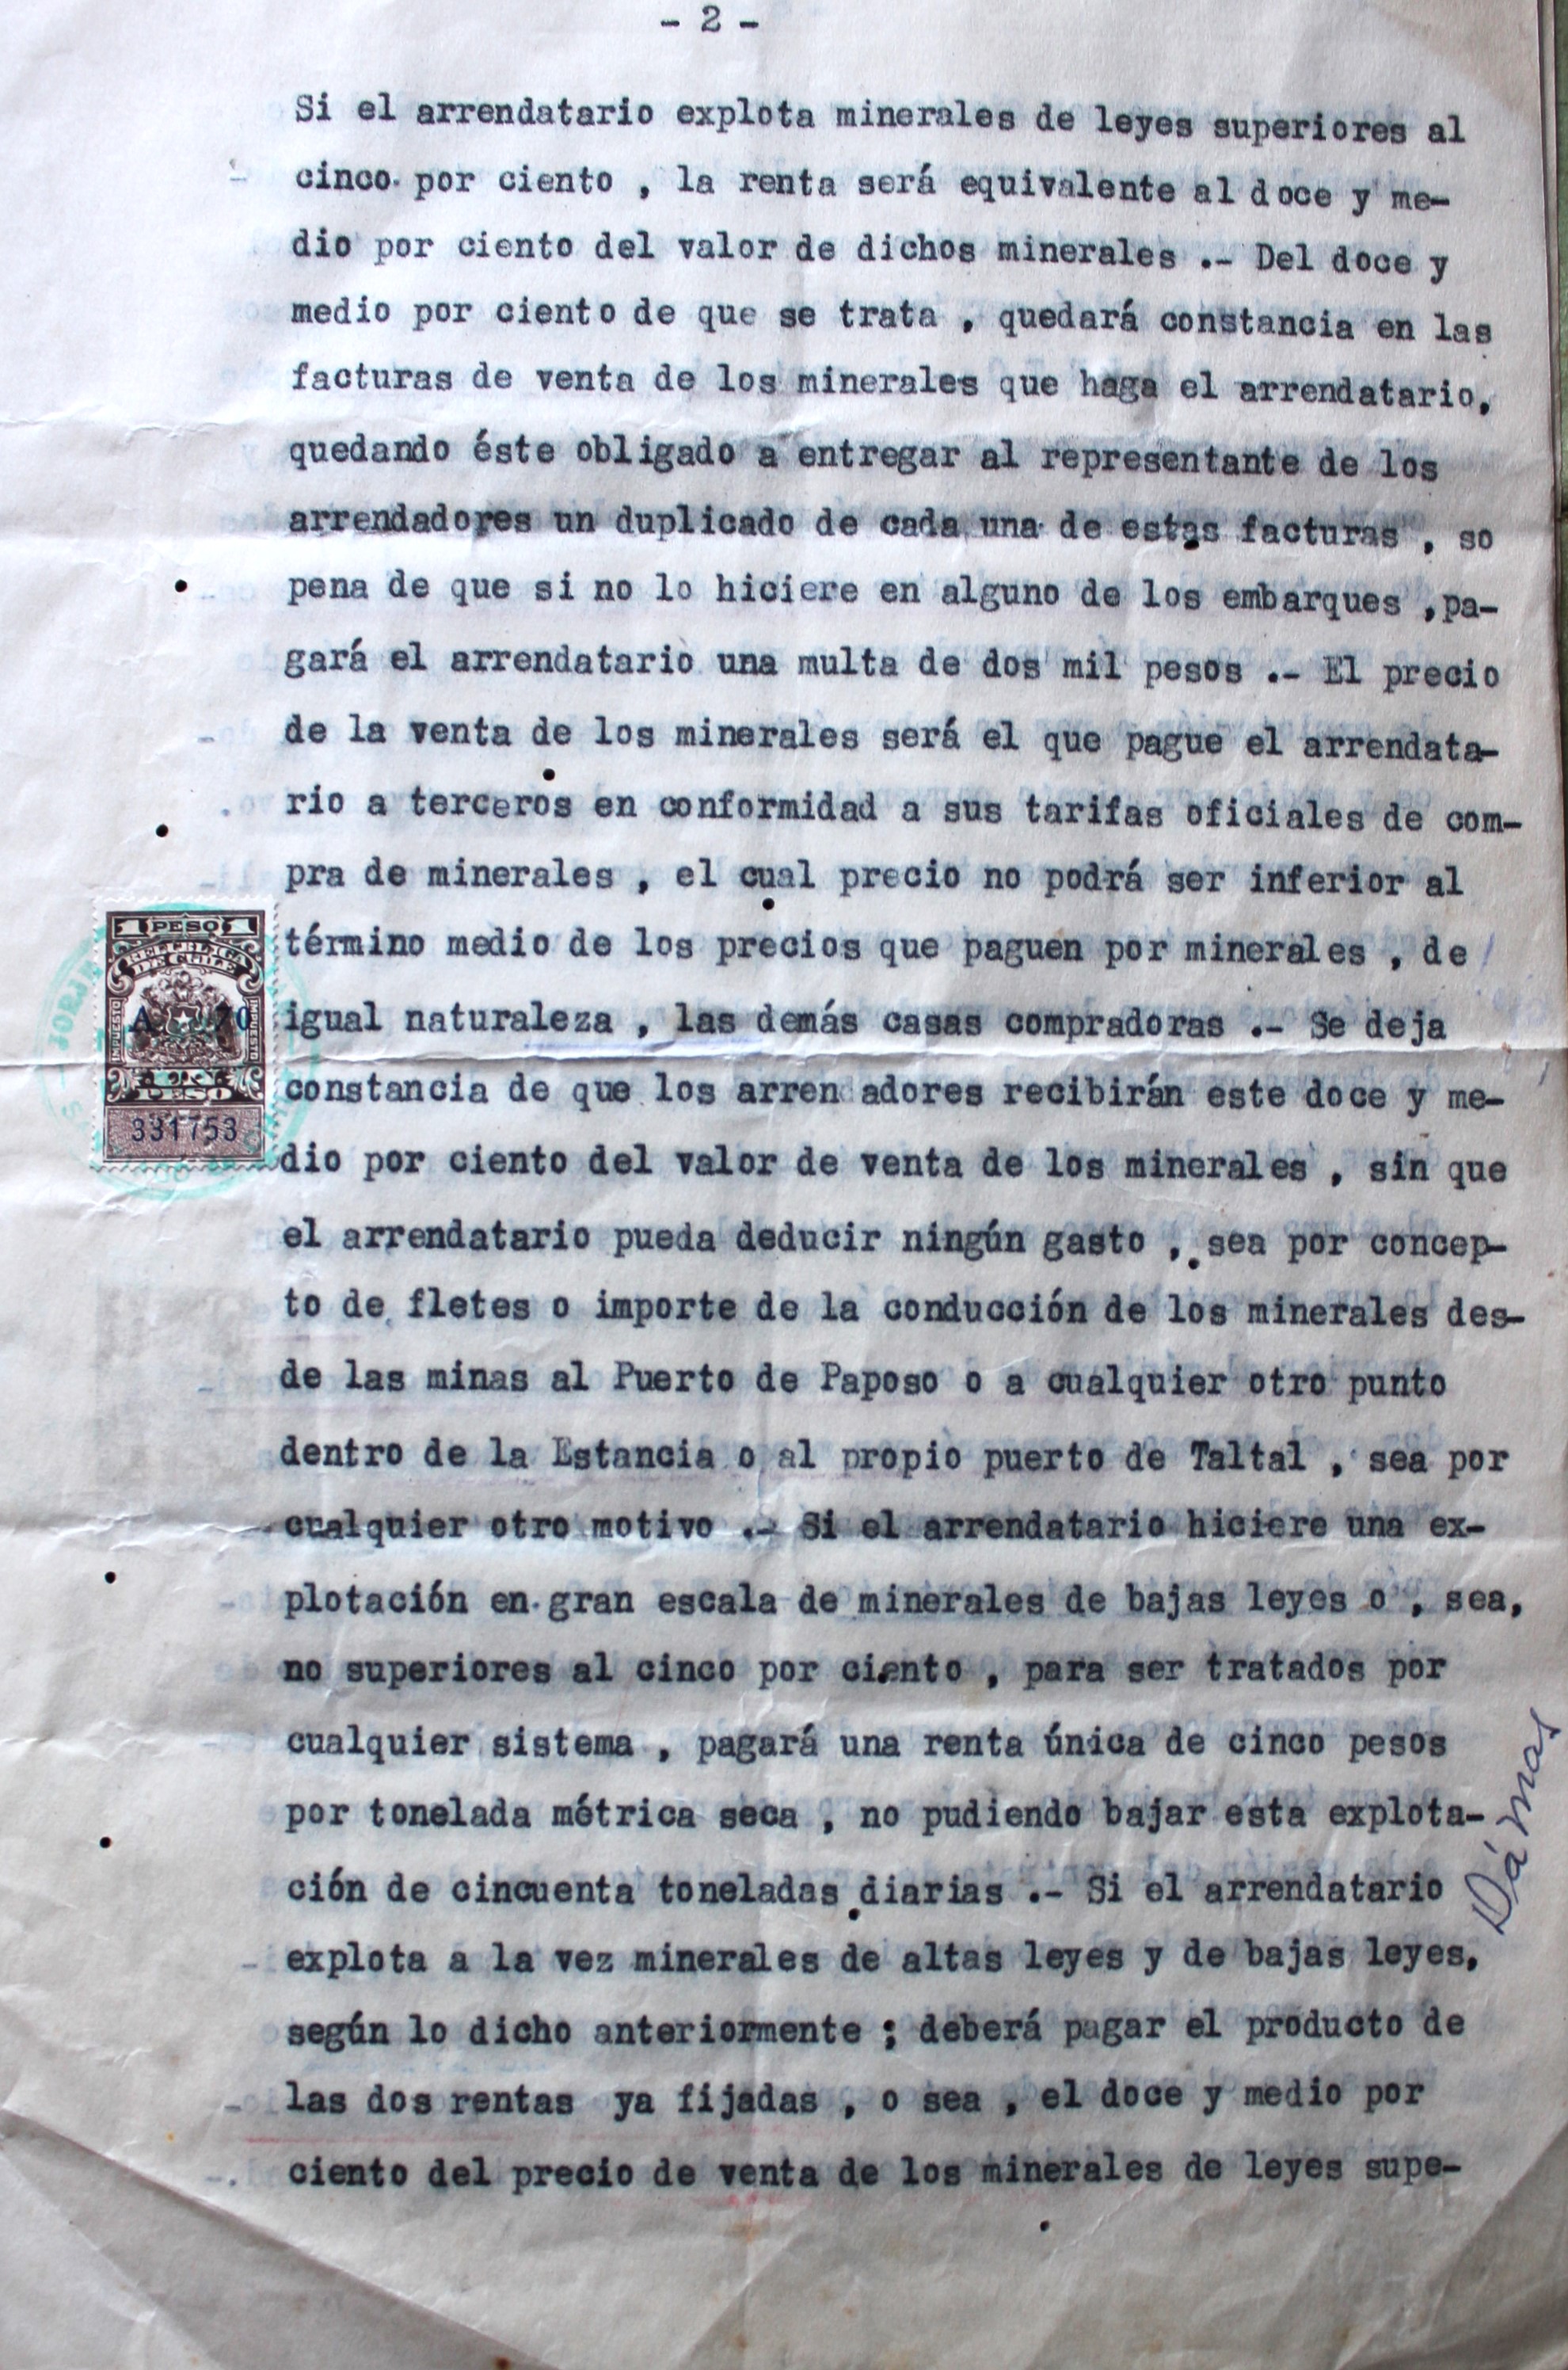 - 2 -
Si el arrendatario explota minerales de leyes superiores al
cinco por ciento , la renta será equivalente al doce y me-
dio por ciento del valor de dichos minerales .- Del doce y
medio por ciento de que se trata , quedará constancia en las
facturas de venta de los minerales que haga el arrendatario,
quedando éste obligado a entregar al representante de los
arrendadores un duplicado de cada una de estas facturas , so
pena de que si no lo hiciere en alguno de los embarques ,pa-
gará el arrendatario una multa de dos mil pesos .- El precio
de la venta de los minerales será el que pague el arrendata-
rio a terceros en conformidad a sus tarifas oficiales de com-
pra de minerales , el cual precio no podrá ser inferior al
término medio de los precios que paguen por minerales , de
igual naturaleza , las demás casas compradoras .- Se deja
constancia de que los arren adores recibirán este doce y me-
dio por ciento del valor de venta de los minerales , sin que
el arrendatario pueda deducir ningún gasto , sea por concep-
to de fletes o importe de la conducción de los minerales des-
de las minas al Puerto de Paposo o a cualquier otro punto
dentro de la Estancia o al propio puerto de Taltal , sea por
cualquier otro motivo .- Si el arrendatario hiciere una ex-
plotación en gran escala de minerales de bajas leyes o , sea,
no superiores al cinco por ciento , para ser tratados por
cualquier sistema , pagará una renta única de cinco pesos
por tonelada métrica seca , no pudiendo bajar esta explota-
ción de cincuenta toneladas diarias .- Si el arrendatario
explota a la vez minerales de altas leyes y de bajas leyes,
según lo dicho anteriormente ; deberá pagar el producto de
las dos rentas ya fijadas , o sea , el doce y medio por
ciento del precio de venta de los minerales de leyes supe-
1 PESO 1
REPUBLICA
DE CHILE
IMPUESTO
IMPUESTO
A 70
PESO
331753
JORJE